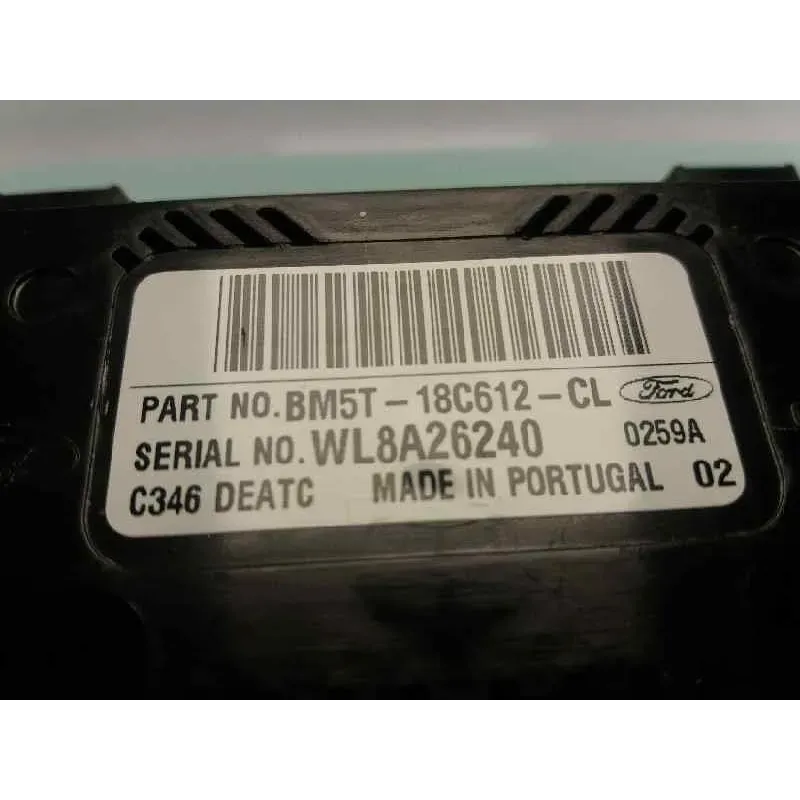 PART NO. BM5T-18C612-CL Ford
SERIAL NO. WL8A26240 0259A
C346 DEATC MADE IN PORTUGAL 02